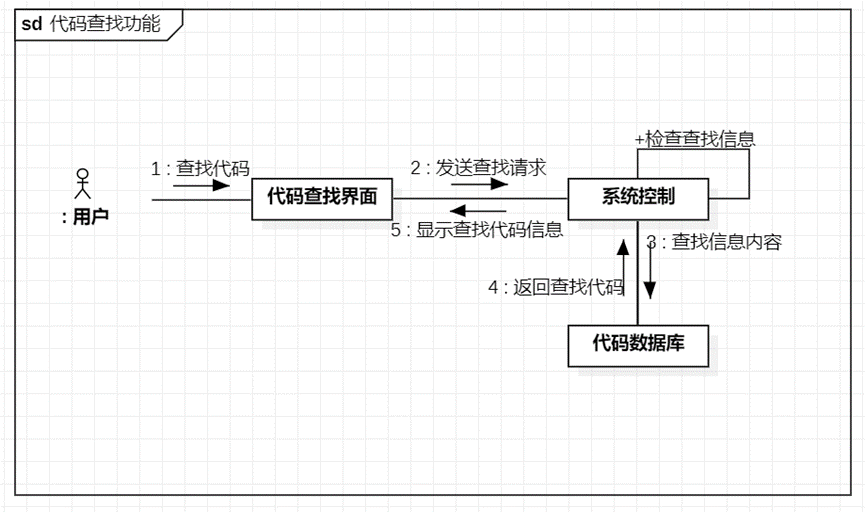 sd 代码查找功能
+检查查找信息
1 : 查找代码
2 : 发送查找请求
代码查找界面
系统控制
: 用户
5 : 显示查找代码信息
3 : 查找信息内容
4 : 返回查找代码
代码数据库